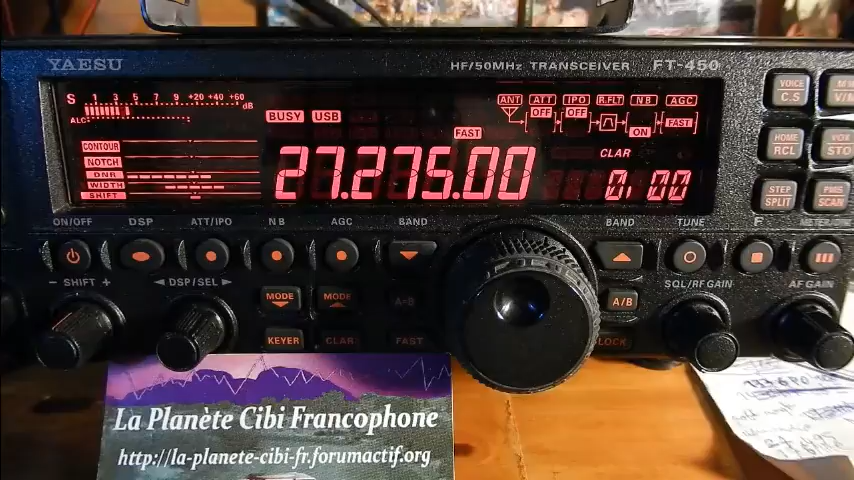 YAESU
HF/50MHz TRANSCEIVER FT-450
S 1 3 5 7 9 +20 +40 +60 dB
ALC
BUSY USB
FAST
27.275.00
ANT ATT IPO R.FLT NB AGC
OFF OFF ON FAST
CLAR
0.00
CONTOUR
NOTCH
DNR
WIDTH
SHIFT
VOICE
C.S
HOME
RCL
VOX
STO
STEP
SPLIT
PMS
SCAN
ON/OFF DSP ATT/IPO NB AGC BAND
BAND TUNE F
- SHIFT + ◄ DSP/SEL ►
MODE MODE A=B
KEYER CLAR FAST
A/B
LOCK
SQL/RF GAIN
AF GAIN
La Planète Cibi Francophone
http://la-planete-cibi-fr.forumactif.org